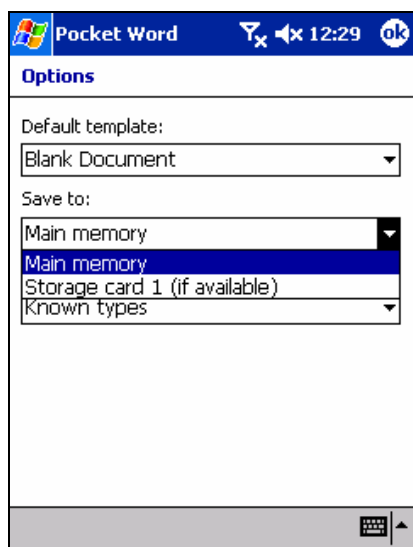 Pocket Word 12:29 ok
Options
Default template:
Blank Document
Save to:
Main memory
Main memory
Storage card 1 (if available)
Known types